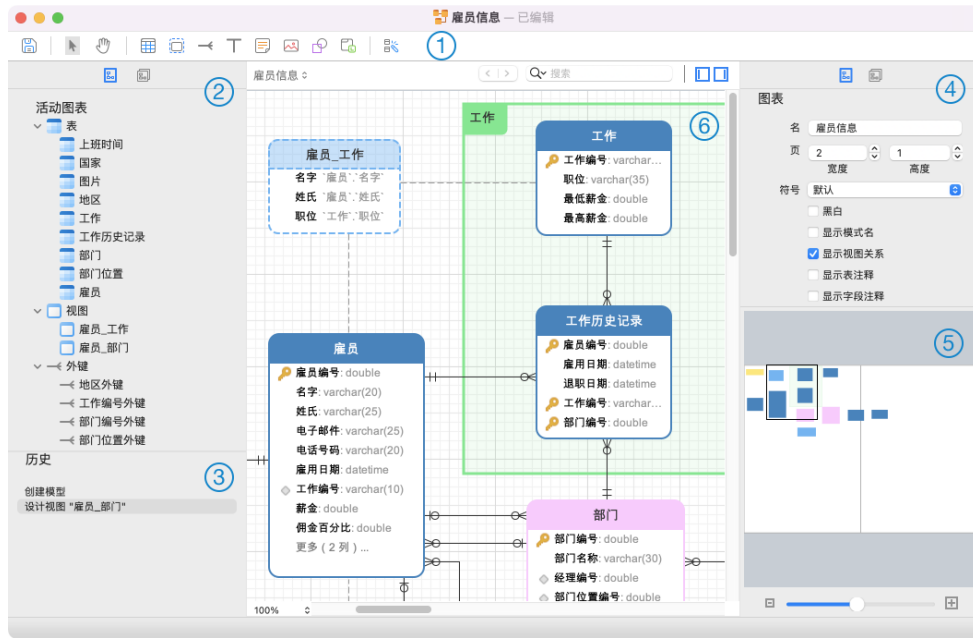 雇员信息 — 已编辑
1
2
活动图表
表
上班时间
国家
图片
地区
工作
工作历史记录
部门
部门位置
雇员
视图
雇员_工作
雇员_部门
外键
地区外键
工作编号外键
部门编号外键
部门位置外键
历史
3
创建模型
设计视图 "雇员_部门"
雇员信息
搜索
工作
6
雇员_工作
名字 `雇员`.`名字`
姓氏 `雇员`.`姓氏`
职位 `工作`.`职位`
工作
工作编号: varchar...
职位: varchar(35)
最低薪金: double
最高薪金: double
工作历史记录
雇员编号: double
雇用日期: datetime
退职日期: datetime
工作编号: varchar...
部门编号: double
雇员
雇员编号: double
名字: varchar(20)
姓氏: varchar(25)
电子邮件: varchar(25)
电话号码: varchar(20)
雇用日期: datetime
工作编号: varchar(10)
薪金: double
佣金百分比: double
更多 ( 2 列 ) ...
部门
部门编号: double
部门名称: varchar(30)
经理编号: double
部门位置编号: double
100%
4
图表
名 雇员信息
页 2 1
宽度 高度
符号 默认
黑白
显示模式名
显示视图关系
显示表注释
显示字段注释
5